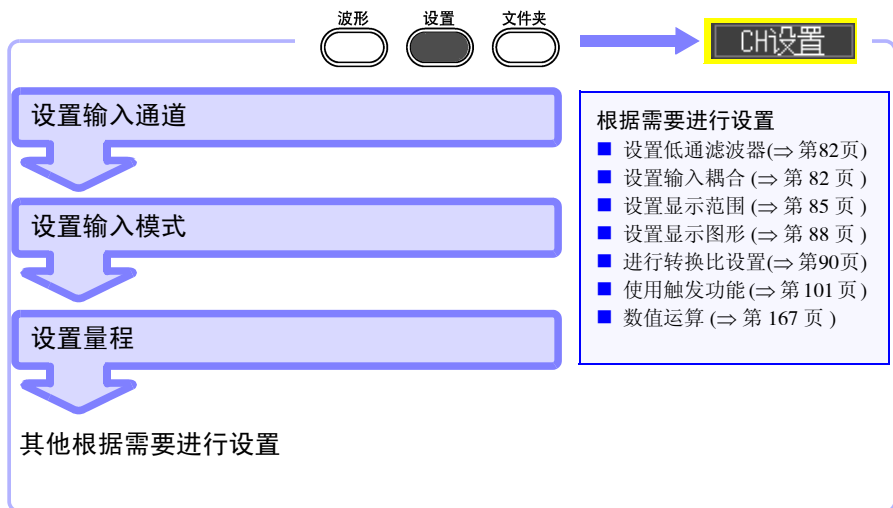 波形 设置 文件夹
CH设置
设置输入通道
设置输入模式
设置量程
其他根据需要进行设置
根据需要进行设置
■ 设置低通滤波器(⇒ 第82页)
■ 设置输入耦合 (⇒ 第 82 页 )
■ 设置显示范围 (⇒ 第 85 页 )
■ 设置显示图形 (⇒ 第 88 页 )
■ 进行转换比设置(⇒ 第90页)
■ 使用触发功能 (⇒ 第 101 页 )
■ 数值运算 (⇒ 第 167 页 )